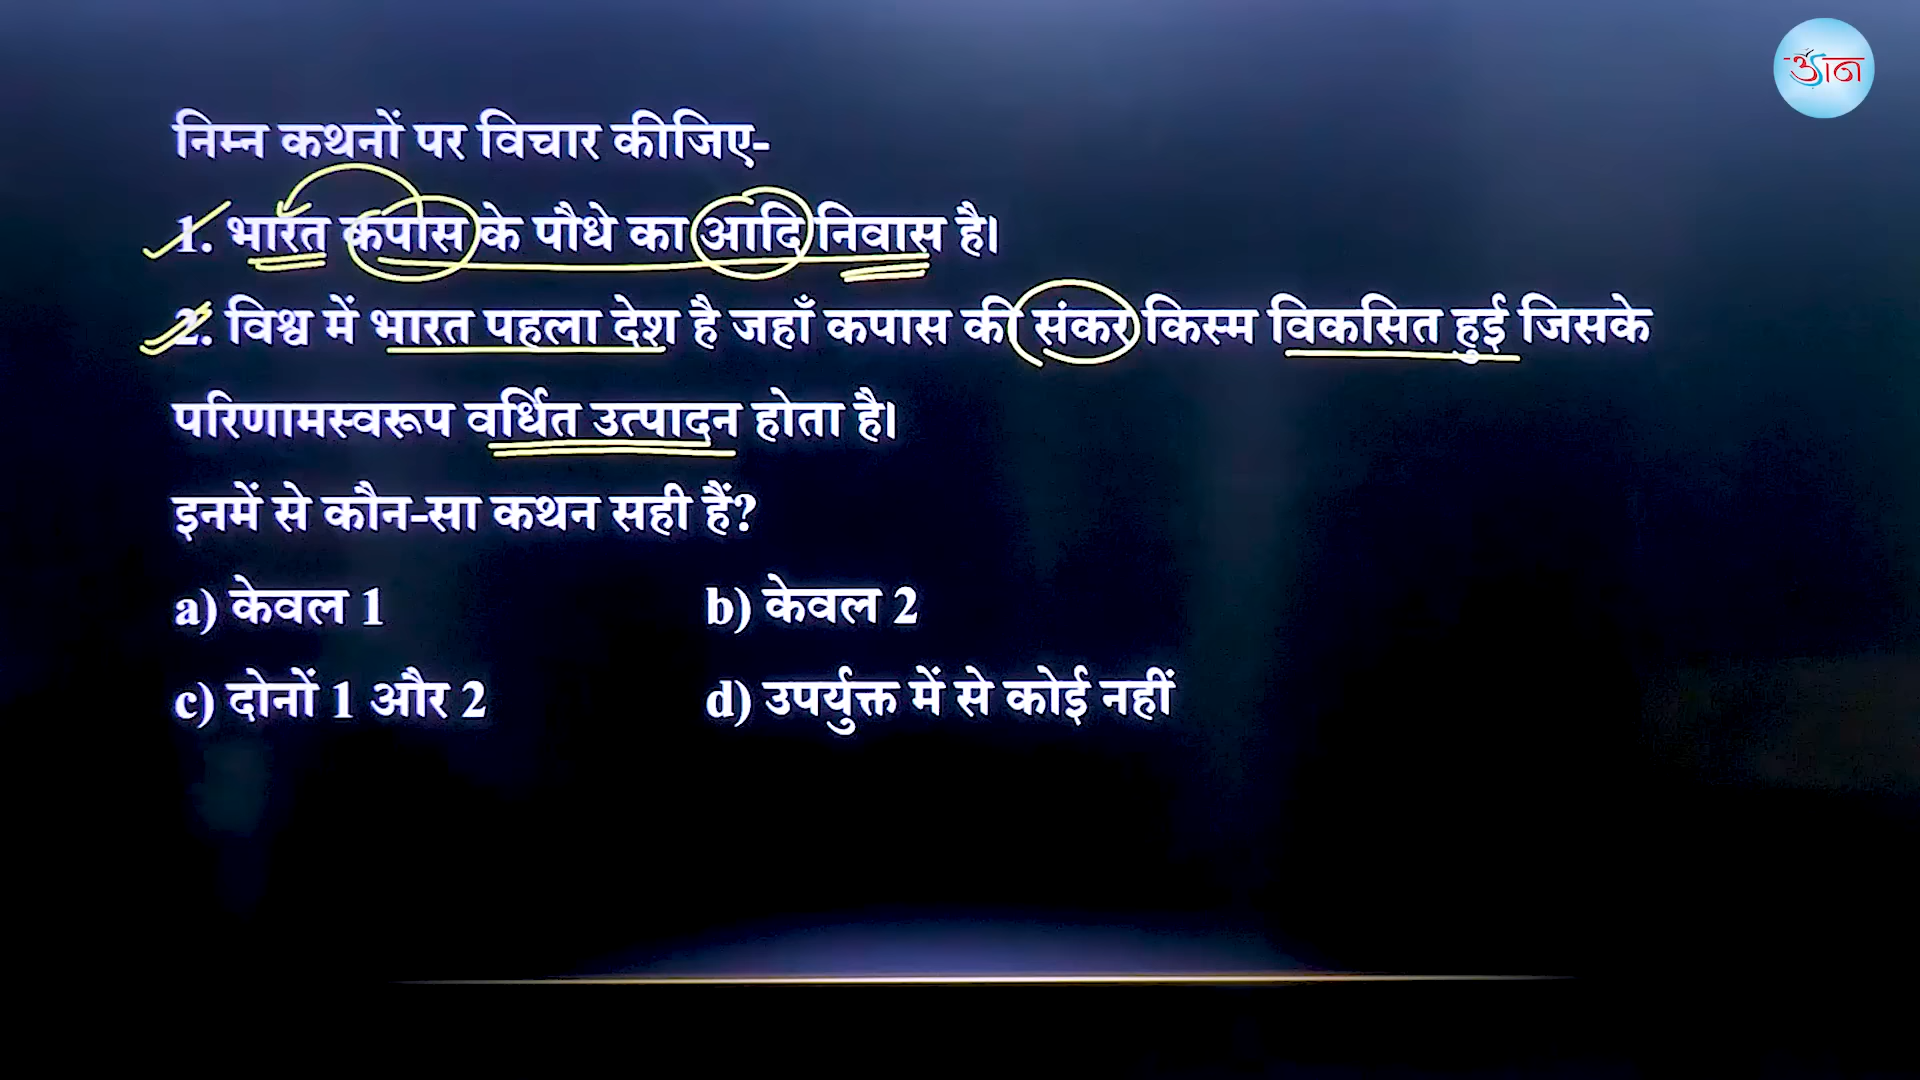 उड़ान
निम्न कथनों पर विचार कीजिए-
1. भारत कपास के पौधे का आदि निवास है।
2. विश्व में भारत पहला देश है जहाँ कपास की संकर किस्म विकसित हुई जिसके
परिणामस्वरूप वर्धित उत्पादन होता है।
इनमें से कौन-सा कथन सही हैं?
a) केवल 1 b) केवल 2
c) दोनों 1 और 2 d) उपर्युक्त में से कोई नहीं